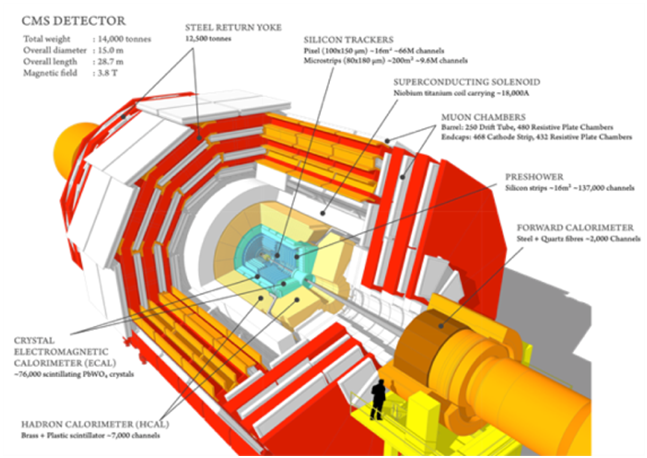 CMS DETECTOR
Total weight : 14,000 tonnes
Overall diameter : 15.0 m
Overall length : 28.7 m
Magnetic field : 3.8 T
STEEL RETURN YOKE
12,500 tonnes
SILICON TRACKERS
Pixel (100x150 μm) ~16m² ~66M channels
Microstrips (80x180 μm) ~200m² ~9.6M channels
SUPERCONDUCTING SOLENOID
Niobium titanium coil carrying ~18,000A
MUON CHAMBERS
Barrel: 250 Drift Tube, 480 Resistive Plate Chambers
Endcaps: 468 Cathode Strip, 432 Resistive Plate Chambers
PRESHOWER
Silicon strips ~16m² ~137,000 channels
FORWARD CALORIMETER
Steel + Quartz fibres ~2,000 Channels
CRYSTAL
ELECTROMAGNETIC
CALORIMETER (ECAL)
~76,000 scintillating PbWO₄ crystals
HADRON CALORIMETER (HCAL)
Brass + Plastic scintillator ~7,000 channels